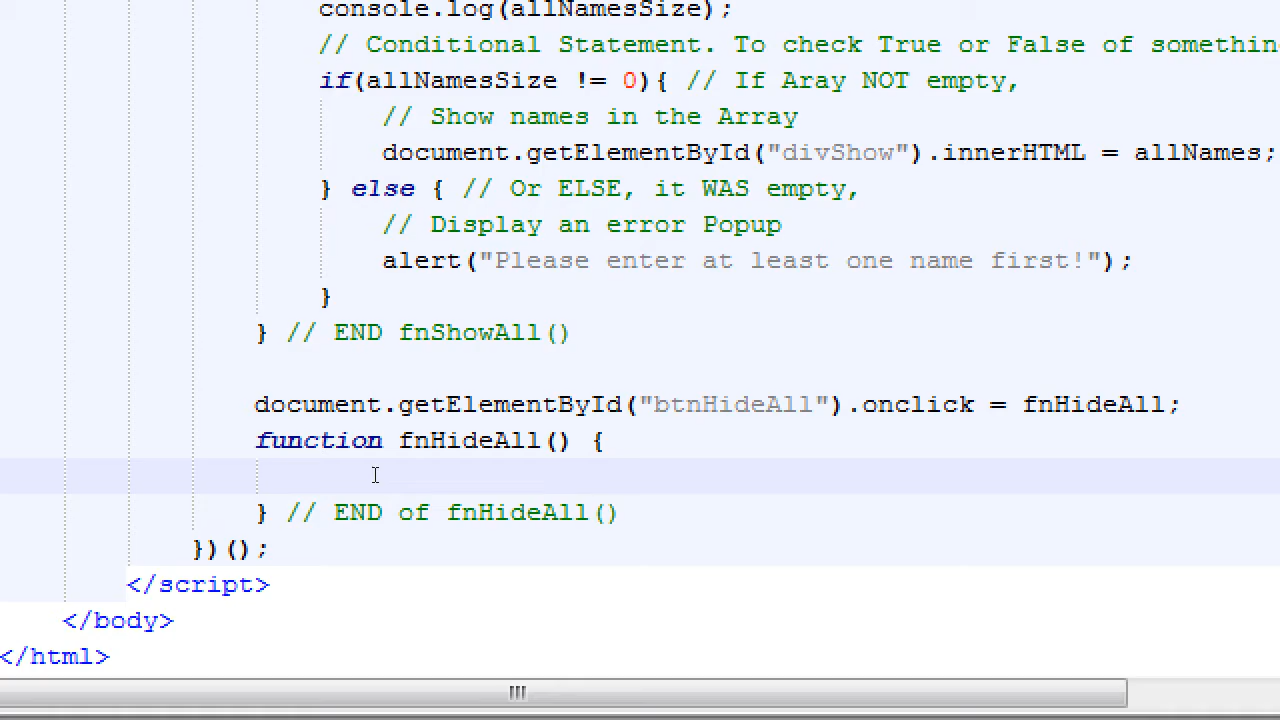 console.log(allNamesSize);
// Conditional Statement. To check True or False of somethin
if(allNamesSize != 0){ // If Aray NOT empty,
// Show names in the Array
document.getElementById("divShow").innerHTML = allNames;
} else { // Or ELSE, it WAS empty,
// Display an error Popup
alert("Please enter at least one name first!");
}
} // END fnShowAll()
document.getElementById("btnHideAll").onclick = fnHideAll;
function fnHideAll() {
} // END of fnHideAll()
})();
</script>
</body>
</html>